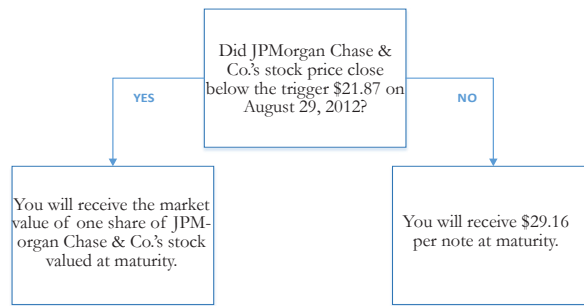 Did JPMorgan Chase &
Co.'s stock price close
below the trigger $21.87 on
August 29, 2012?
YES
NO
You will receive the market
value of one share of JPM-
organ Chase & Co.'s stock
valued at maturity.
You will receive $29.16
per note at maturity.